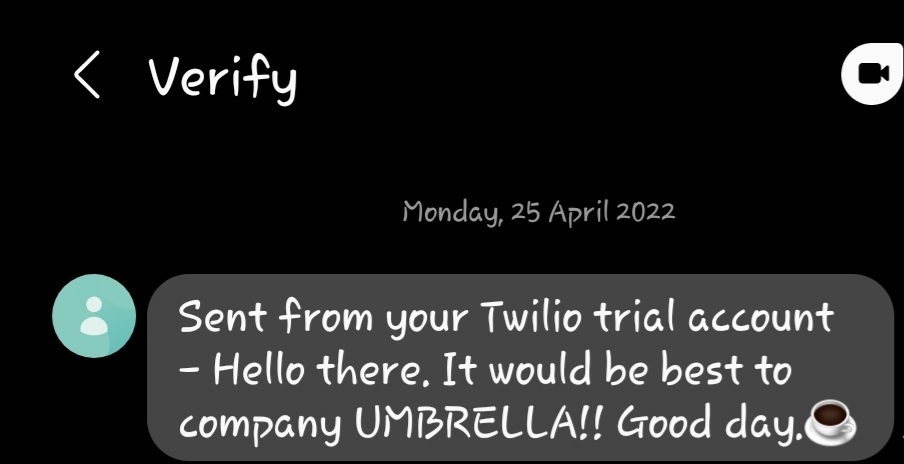 Verify
Monday, 25 April 2022
Sent from your Twilio trial account
- Hello there. It would be best to
company UMBRELLA!! Good day.☕